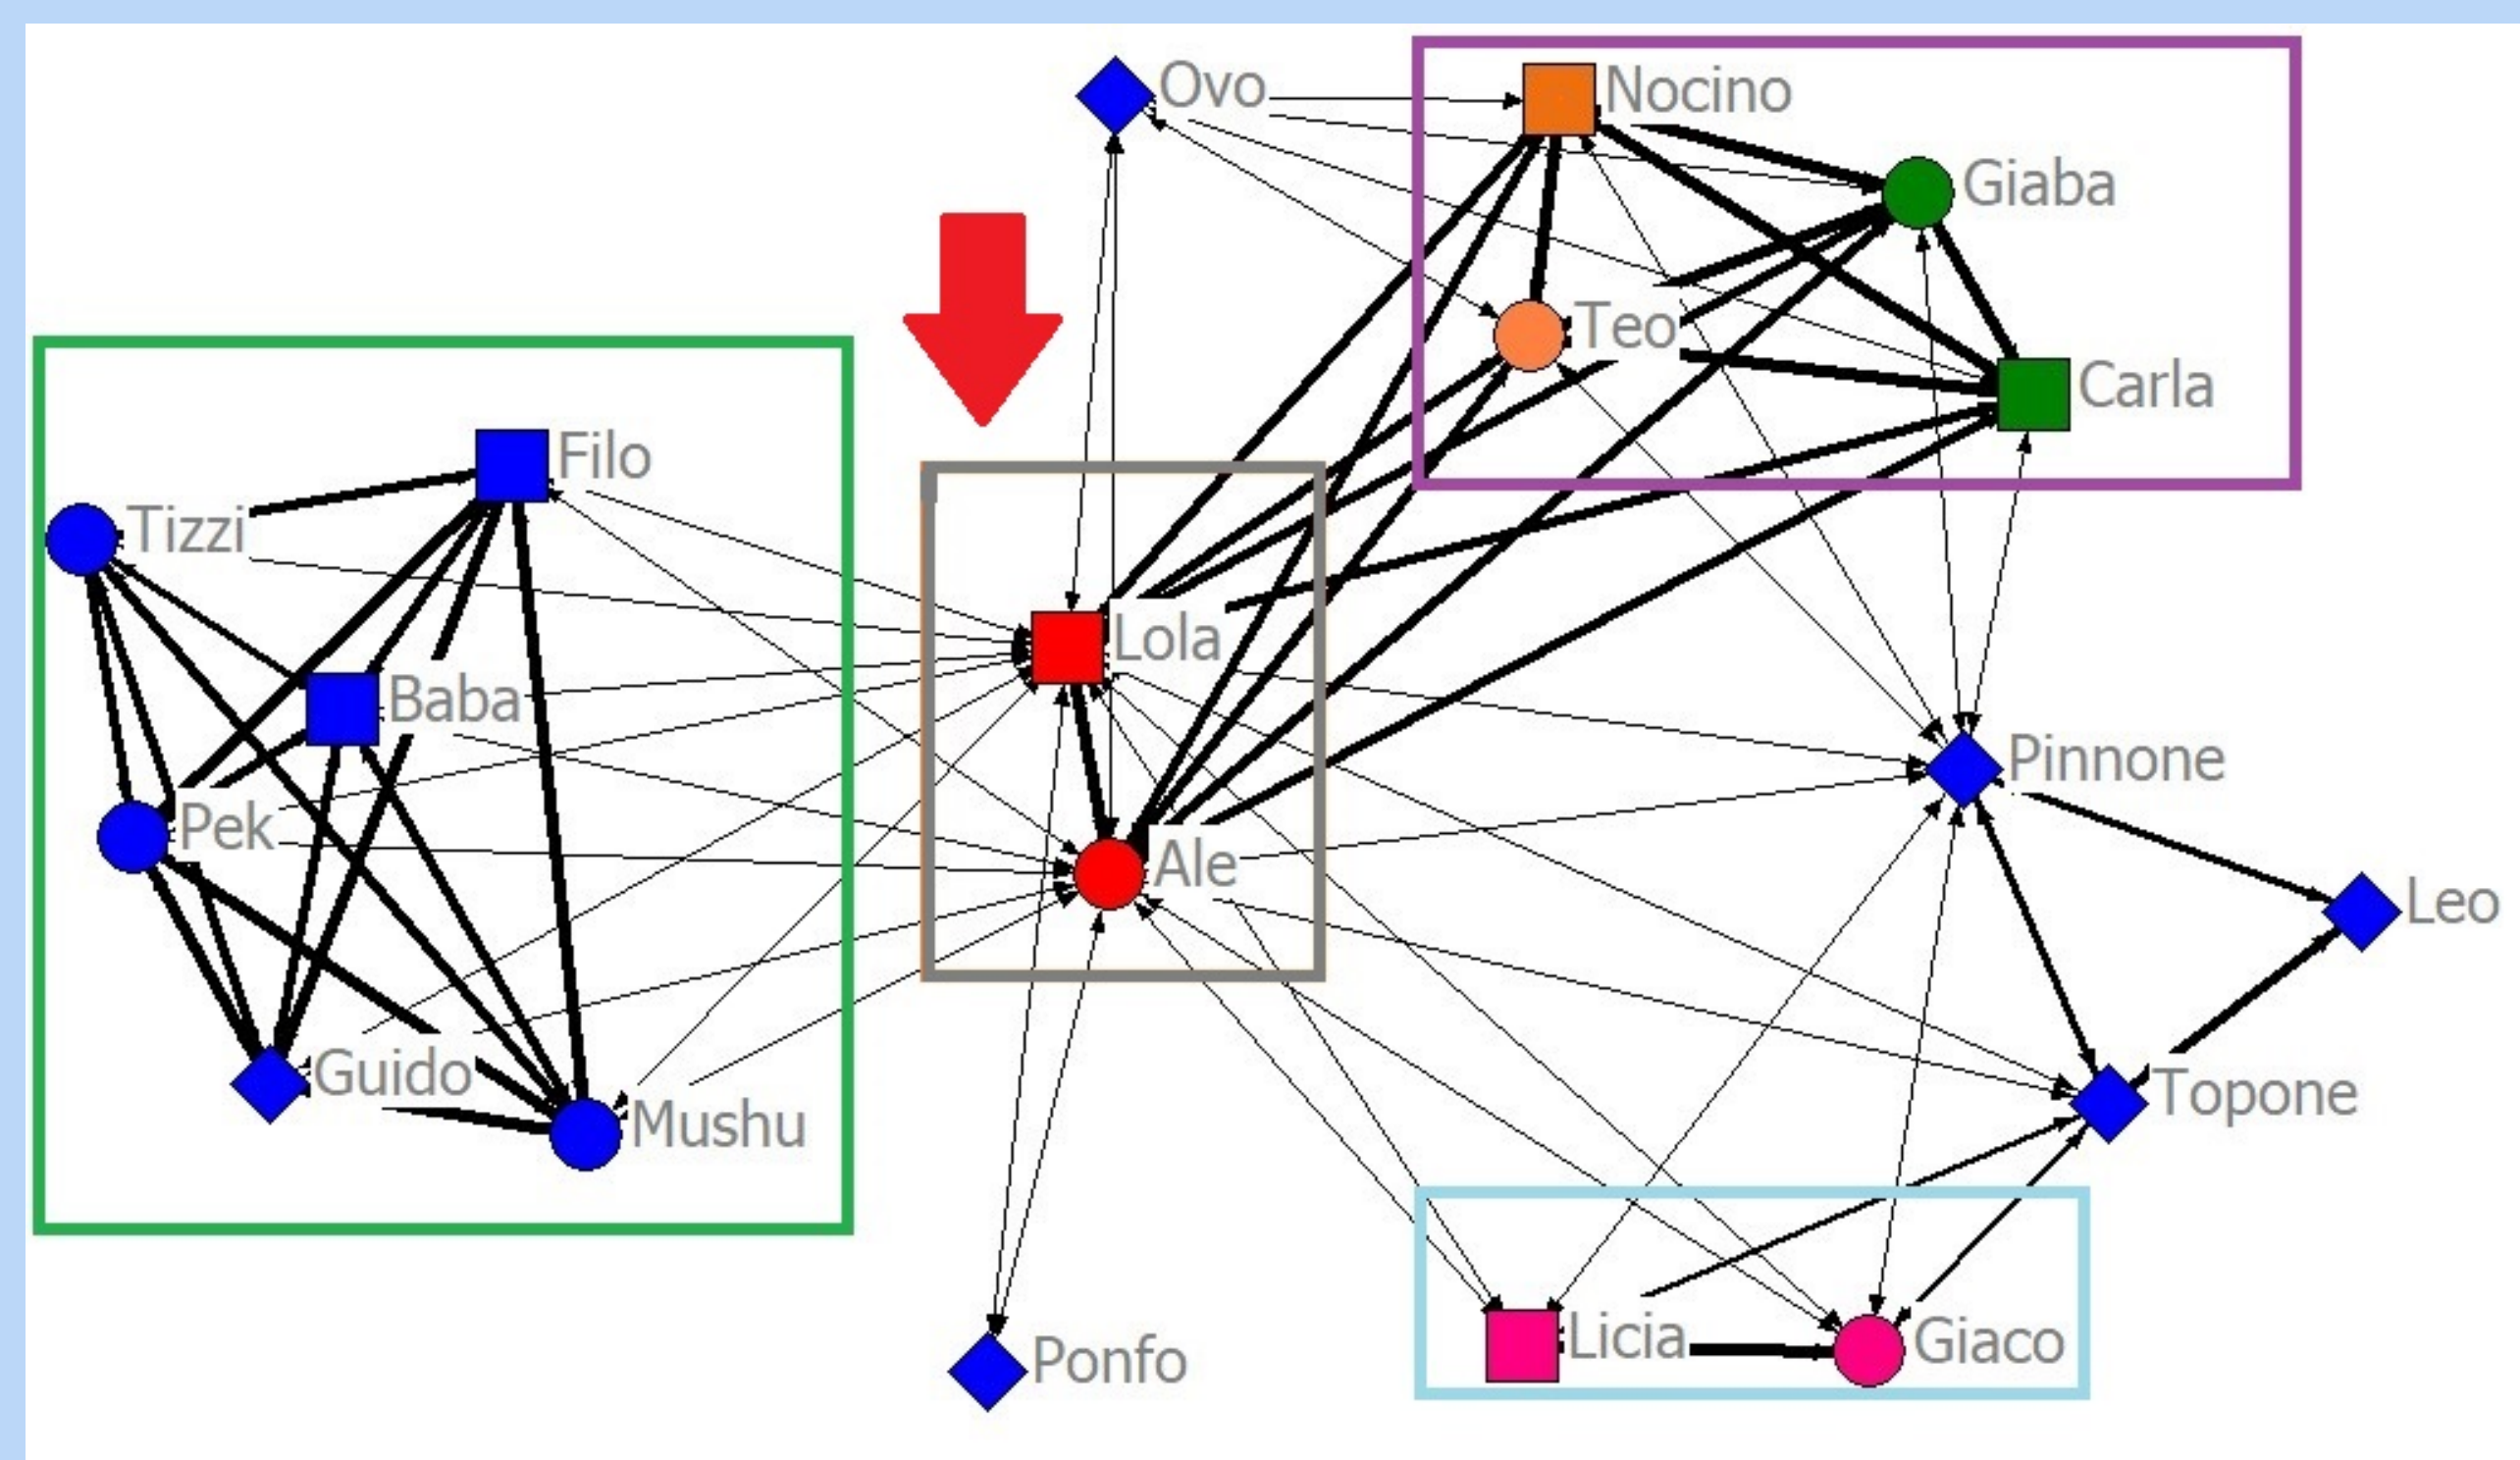 Ovo
Nocino
Giaba
Teo
Carla
Filo
Tizzi
Lola
Baba
Pinnone
Pek
Ale
Leo
Guido
Topone
Mushu
Licia
Giaco
Ponfo